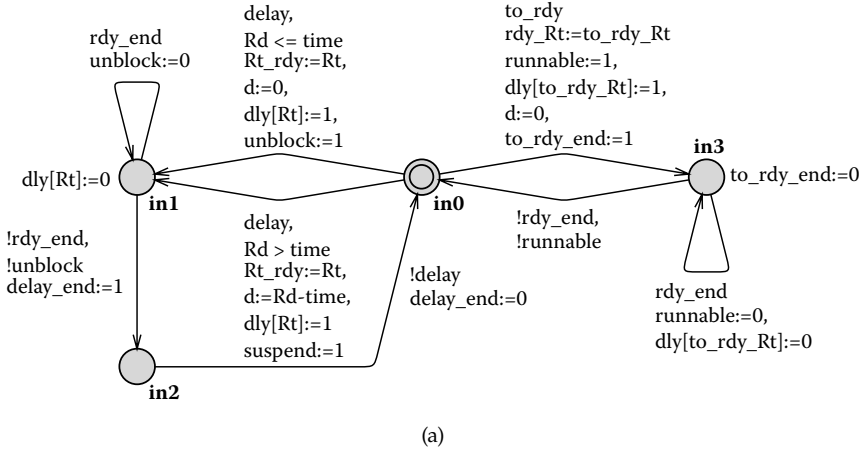 rdy_end
unblock:=0
delay,
Rd <= time
Rt_rdy:=Rt,
d:=0,
dly[Rt]:=1,
unblock:=1
to_rdy
rdy_Rt:=to_rdy_Rt
runnable:=1,
dly[to_rdy_Rt]:=1,
d:=0,
to_rdy_end:=1
in3
dly[Rt]:=0
to_rdy_end:=0
in1
in0
!rdy_end,
!unblock
delay_end:=1
delay,
Rd > time
Rt_rdy:=Rt,
d:=Rd-time,
dly[Rt]:=1
suspend:=1
!delay
delay_end:=0
!rdy_end,
!runnable
rdy_end
runnable:=0,
dly[to_rdy_Rt]:=0
in2
(a)